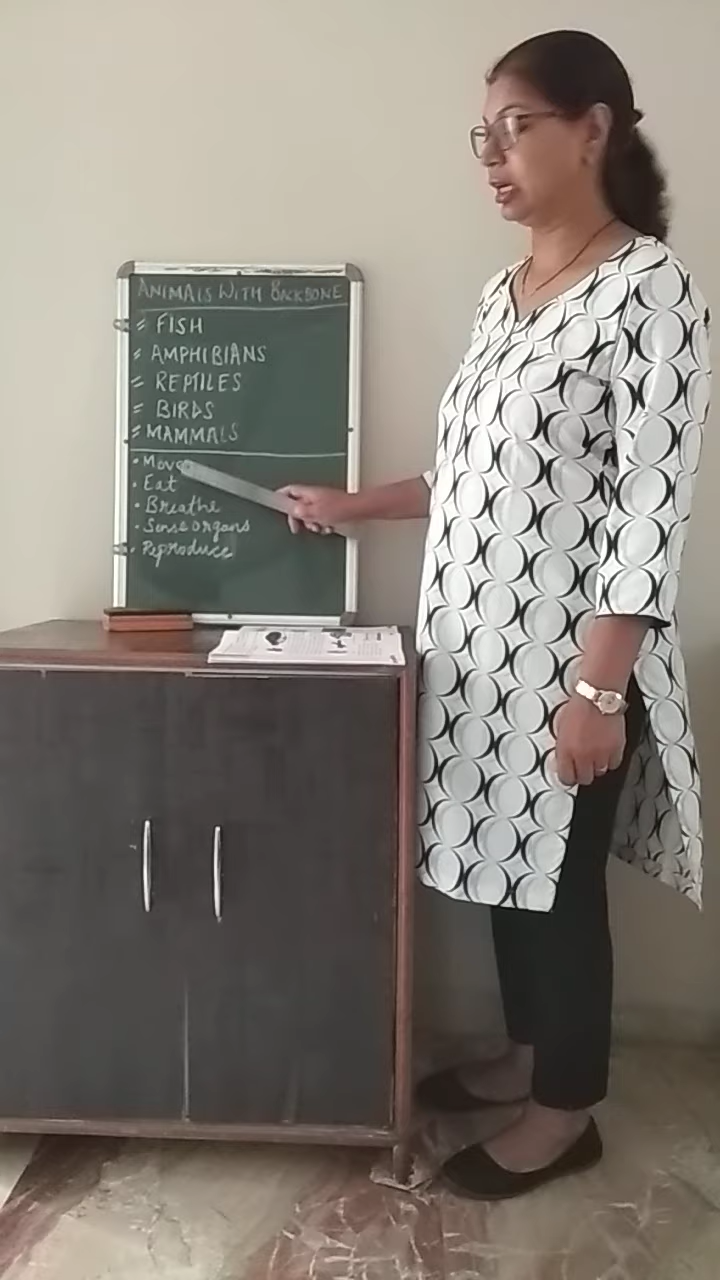 ANIMALS WITH BACKBONE
FISH
AMPHIBIANS
REPTILES
BIRDS
MAMMALS
• Move
• Eat
• Breathe
• Sense organs
• Reproduce